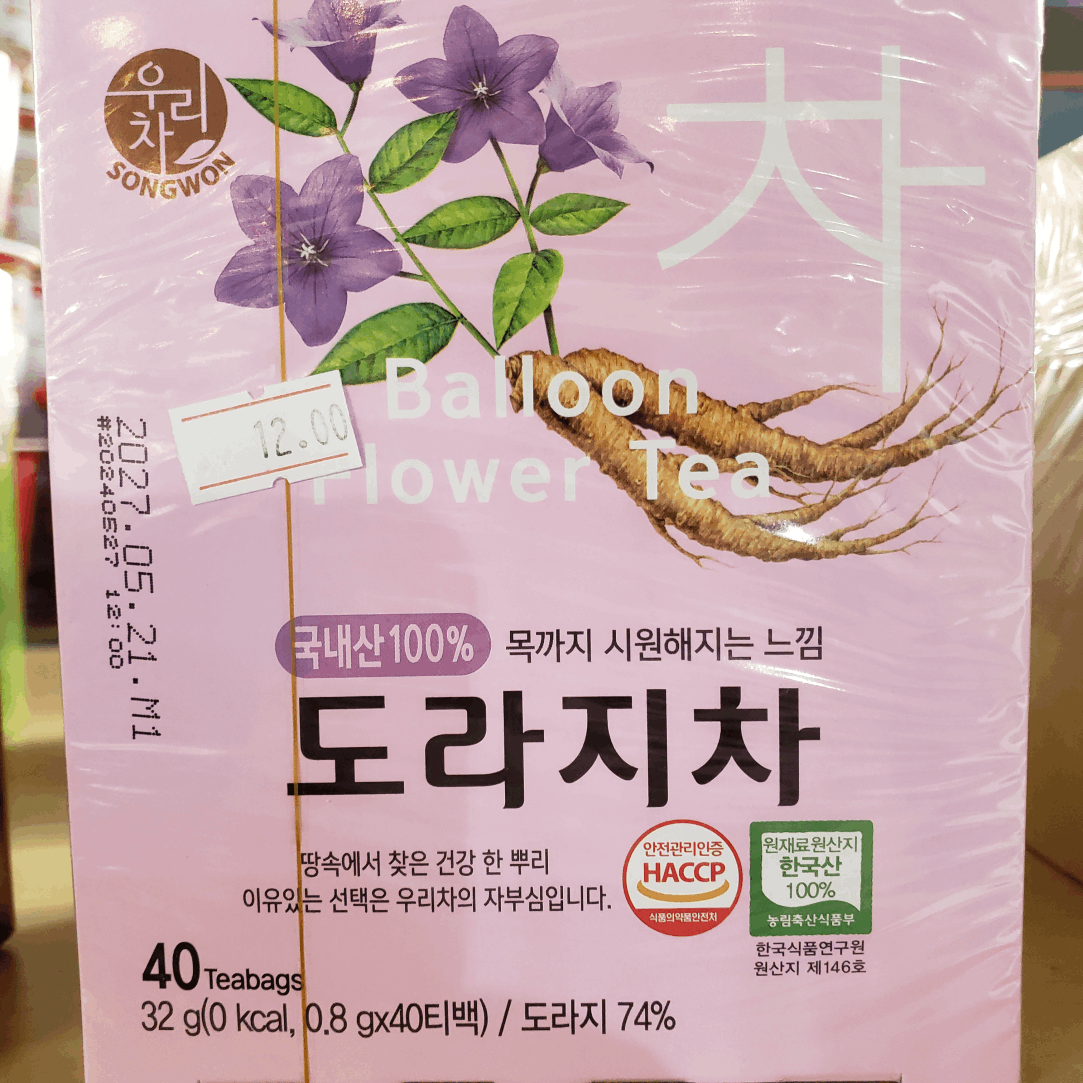 우리
차
SONGWON
차
Balloon
Flower Tea
12.00
2027.05.21.M1
#20240527 12:00
국내산100% 목까지 시원해지는 느낌
도라지차
땅속에서 찾은 건강 한 뿌리
이유있는 선택은 우리차의 자부심입니다.
안전관리인증
HACCP
식품의약품안전처
원재료원산지
한국산
100%
농림축산식품부
한국식품연구원
원산지 제146호
40 Teabags
32 g(0 kcal, 0.8 gx40티백) / 도라지 74%